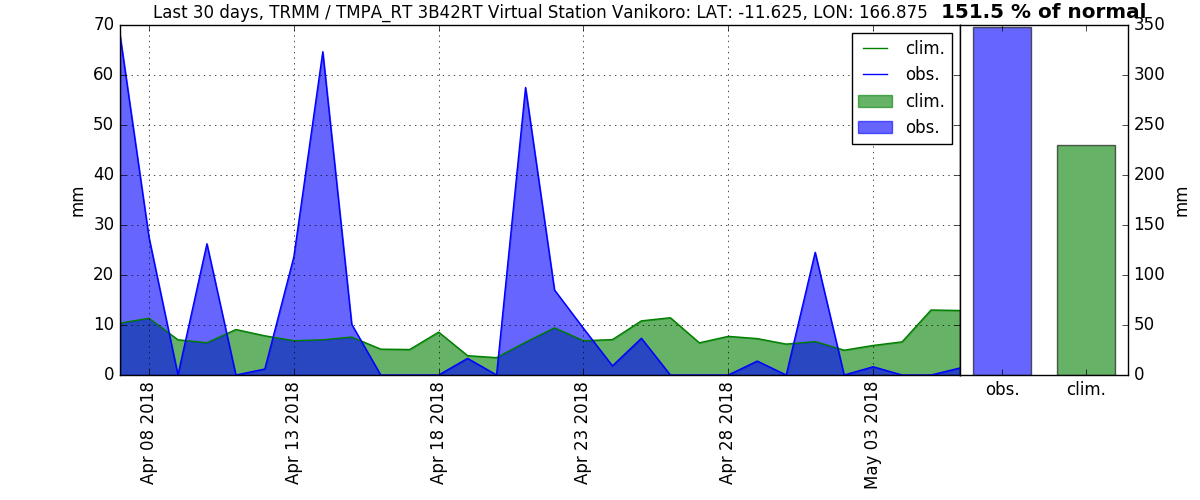 Last 30 days, TRMM / TMPA_RT 3B42RT Virtual Station Vanikoro: LAT: -11.625, LON: 166.875 151.5 % of normal
70
60
50
40
30
20
10
0
mm
clim.
obs.
clim.
obs.
Apr 08 2018
Apr 13 2018
Apr 18 2018
Apr 23 2018
Apr 28 2018
May 03 2018
350
300
250
200
150
100
50
0
mm
obs.
clim.